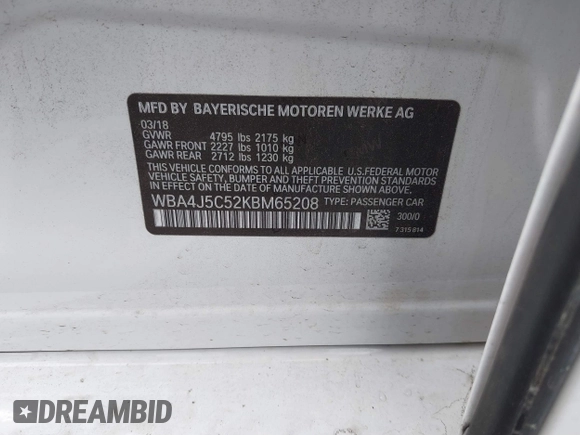 MFD BY BAYERISCHE MOTOREN WERKE AG
03/18
GVWR 4795 lbs 2175 kg
GAWR FRONT 2227 lbs 1010 kg
GAWR REAR 2712 lbs 1230 kg
THIS VEHICLE CONFORMS TO ALL APPLICABLE U.S.FEDERAL MOTOR
VEHICLE SAFETY, BUMPER AND THEFT PREVENTION STANDARDS IN
EFFECT ON THE DATE OF MANUFACTURE SHOWN ABOVE.
WBA4J5C52KBM65208 TYPE: PASSENGER CAR
300/0
7315814
DREAMBID